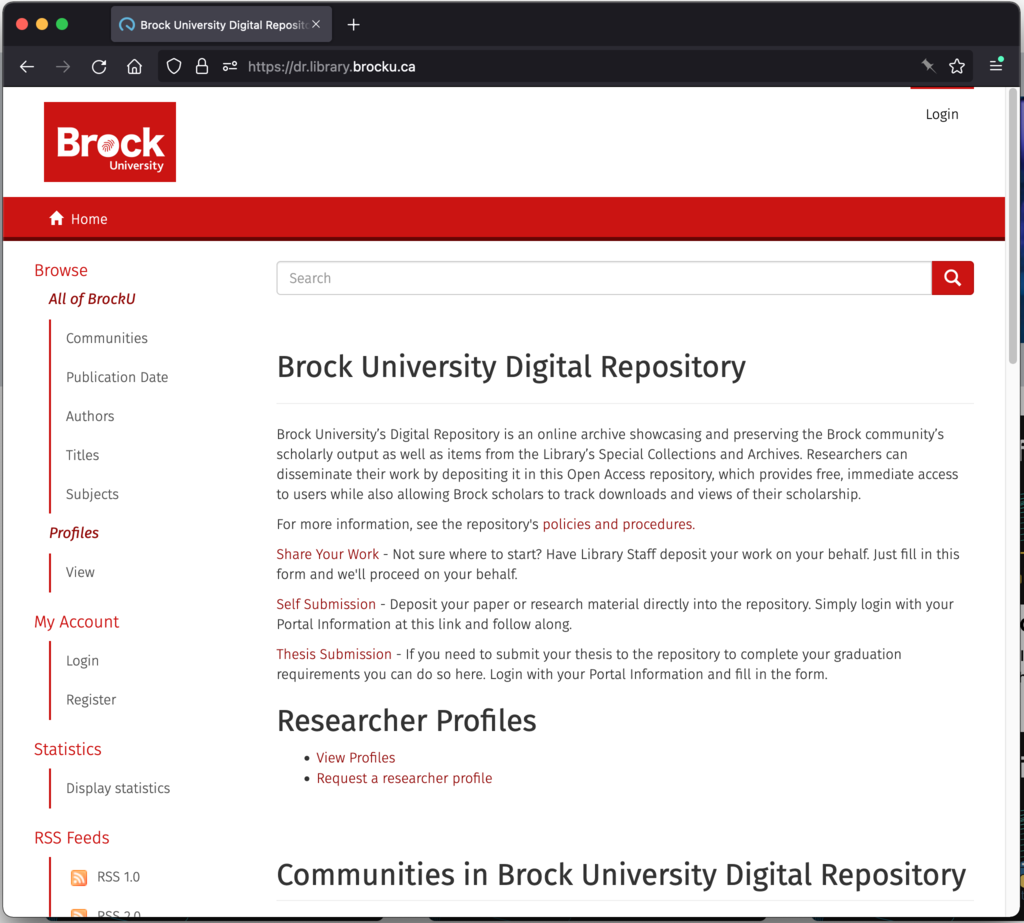 Brock University Digital Reposit
https://dr.library.brocku.ca
Login
Brock
University
Home
Browse
All of BrockU
Communities
Publication Date
Authors
Titles
Subjects
Profiles
View
My Account
Login
Register
Statistics
Display statistics
RSS Feeds
RSS 1.0
RSS 2.0
Search
Brock University Digital Repository
Brock University’s Digital Repository is an online archive showcasing and preserving the Brock community’s
scholarly output as well as items from the Library’s Special Collections and Archives. Researchers can
disseminate their work by depositing it in this Open Access repository, which provides free, immediate access
to users while also allowing Brock scholars to track downloads and views of their scholarship.
For more information, see the repository's policies and procedures.
Share Your Work - Not sure where to start? Have Library Staff deposit your work on your behalf. Just fill in this
form and we'll proceed on your behalf.
Self Submission - Deposit your paper or research material directly into the repository. Simply login with your
Portal Information at this link and follow along.
Thesis Submission - If you need to submit your thesis to the repository to complete your graduation
requirements you can do so here. Login with your Portal Information and fill in the form.
Researcher Profiles
View Profiles
Request a researcher profile
Communities in Brock University Digital Repository